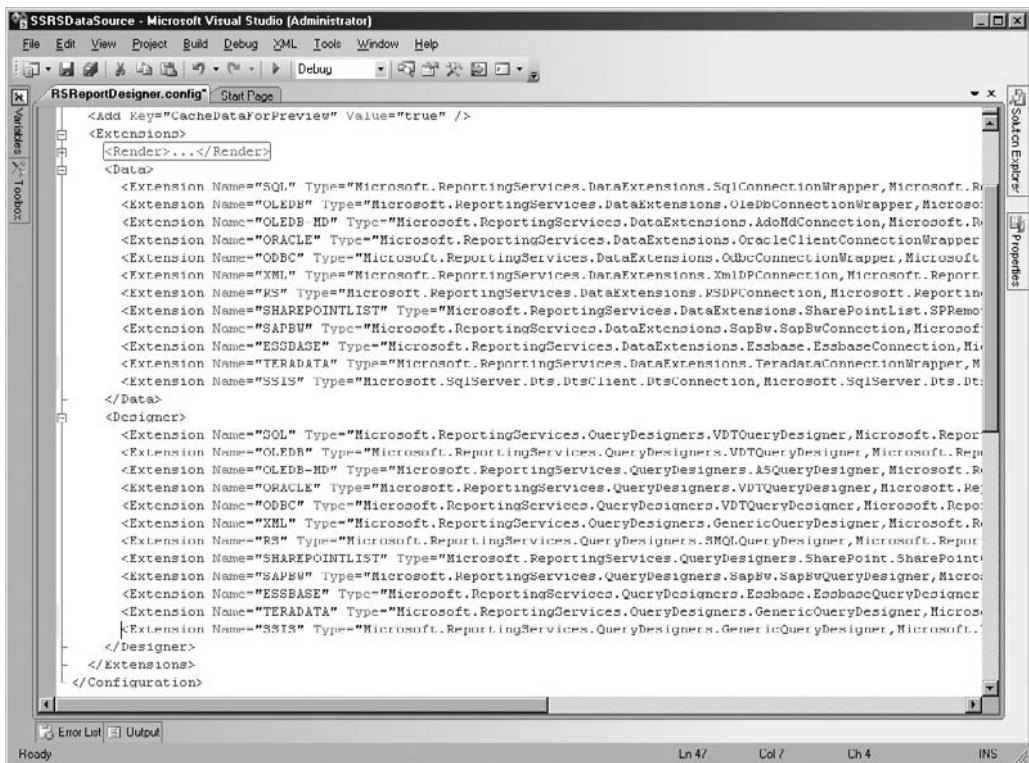 SSRSDataSource - Microsoft Visual Studio (Administrator)
File Edit View Project Build Debug XML Tools Window Help
Debug
RSReportDesigner.config* Start Page
Variables
Toolbox
Solution Explorer
Properties
<Add Key="CacheDataForPreview" Value="true" />
<Extensions>
<Render>...</Render>
<Data>
<Extension Name="SQL" Type="Microsoft.ReportingServices.DataExtensions.SqlConnectionWrapper,Microsoft.R
<Extension Name="OLEDB" Type="Microsoft.ReportingServices.DataExtensions.OleDbConnectionWrapper,Microso
<Extension Name="OLEDB-MD" Type="Microsoft.ReportingServices.DataExtensions.AdoMdConnection,Microsoft.R
<Extension Name="ORACLE" Type="Microsoft.ReportingServices.DataExtensions.OracleClientConnectionWrapper
<Extension Name="ODBC" Type="Microsoft.ReportingServices.DataExtensions.OdbcConnectionWrapper,Microsoft
<Extension Name="XML" Type="Microsoft.ReportingServices.DataExtensions.XmlDPConnection,Microsoft.Report
<Extension Name="RS" Type="Microsoft.ReportingServices.DataExtensions.RSDPConnection,Microsoft.Reportin
<Extension Name="SHAREPOINTLIST" Type="Microsoft.ReportingServices.DataExtensions.SharePointList.SPRemo
<Extension Name="SAPBW" Type="Microsoft.ReportingServices.DataExtensions.SapBw.SapBwConnection,Microsof
<Extension Name="ESSBASE" Type="Microsoft.ReportingServices.DataExtensions.Essbase.EssbaseConnection,Mi
<Extension Name="TERADATA" Type="Microsoft.ReportingServices.DataExtensions.TeradataConnectionWrapper,M
<Extension Name="SSIS" Type="Microsoft.SqlServer.Dts.DtsClient.DtsConnection,Microsoft.SqlServer.Dts.Dt
</Data>
<Designer>
<Extension Name="SQL" Type="Microsoft.ReportingServices.QueryDesigners.VDTQueryDesigner,Microsoft.Repor
<Extension Name="OLEDB" Type="Microsoft.ReportingServices.QueryDesigners.VDTQueryDesigner,Microsoft.Rep
<Extension Name="OLEDB-MD" Type="Microsoft.ReportingServices.QueryDesigners.ASQueryDesigner,Microsoft.R
<Extension Name="ORACLE" Type="Microsoft.ReportingServices.QueryDesigners.VDTQueryDesigner,Microsoft.Re
<Extension Name="ODBC" Type="Microsoft.ReportingServices.QueryDesigners.VDTQueryDesigner,Microsoft.Repo
<Extension Name="XML" Type="Microsoft.ReportingServices.QueryDesigners.GenericQueryDesigner,Microsoft.R
<Extension Name="RS" Type="Microsoft.ReportingServices.QueryDesigners.SMQLQueryDesigner,Microsoft.Repor
<Extension Name="SHAREPOINTLIST" Type="Microsoft.ReportingServices.QueryDesigners.SharePoint.SharePoint
<Extension Name="SAPBW" Type="Microsoft.ReportingServices.QueryDesigners.SapBw.SapBwQueryDesigner,Micro
<Extension Name="ESSBASE" Type="Microsoft.ReportingServices.QueryDesigners.Essbase.EssbaseQueryDesigner
<Extension Name="TERADATA" Type="Microsoft.ReportingServices.QueryDesigners.GenericQueryDesigner,Micros
<Extension Name="SSIS" Type="Microsoft.ReportingServices.QueryDesigners.GenericQueryDesigner,Microsoft.
</Designer>
</Extensions>
</Configuration>
Error List Output
Ready Ln 47 Col 7 Ch 4 INS